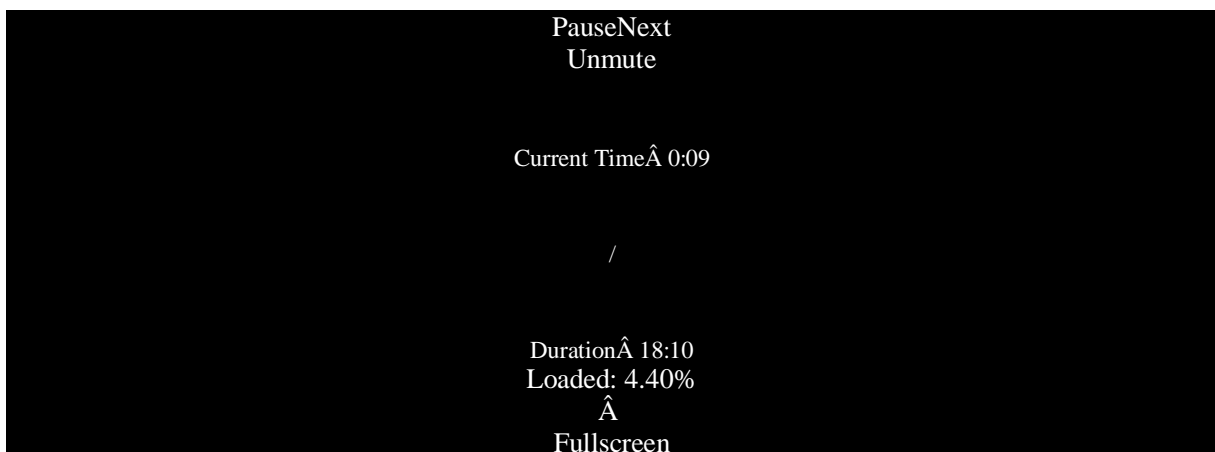 PauseNext
Unmute
Current TimeÂ 0:09
/
DurationÂ 18:10
Loaded: 4.40%
Â
Fullscreen